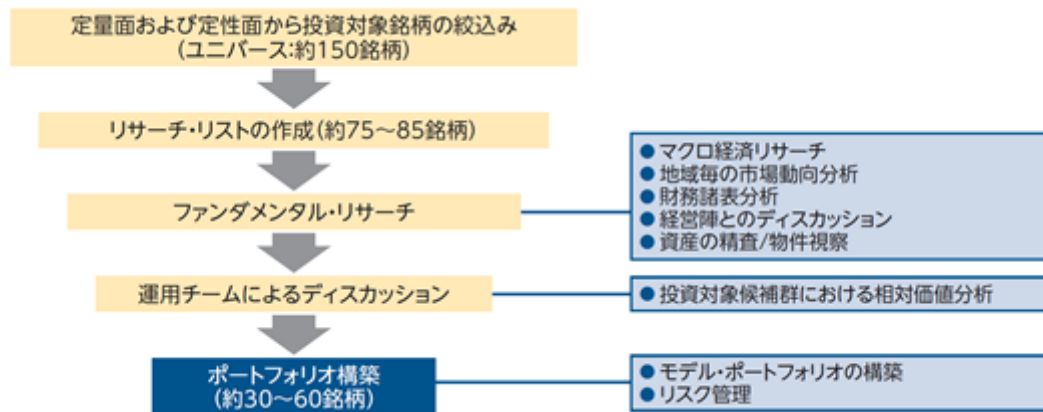 定量面および定性面から投資対象銘柄の絞込み
(ユニバース:約150銘柄)
リサーチ・リストの作成(約75～85銘柄)
ファンダメンタル・リサーチ
● マクロ経済リサーチ
● 地域毎の市場動向分析
● 財務諸表分析
● 経営陣とのディスカッション
● 資産の精査/物件視察
運用チームによるディスカッション
● 投資対象候補群における相対価値分析
ポートフォリオ構築
(約30～60銘柄)
● モデル・ポートフォリオの構築
● リスク管理